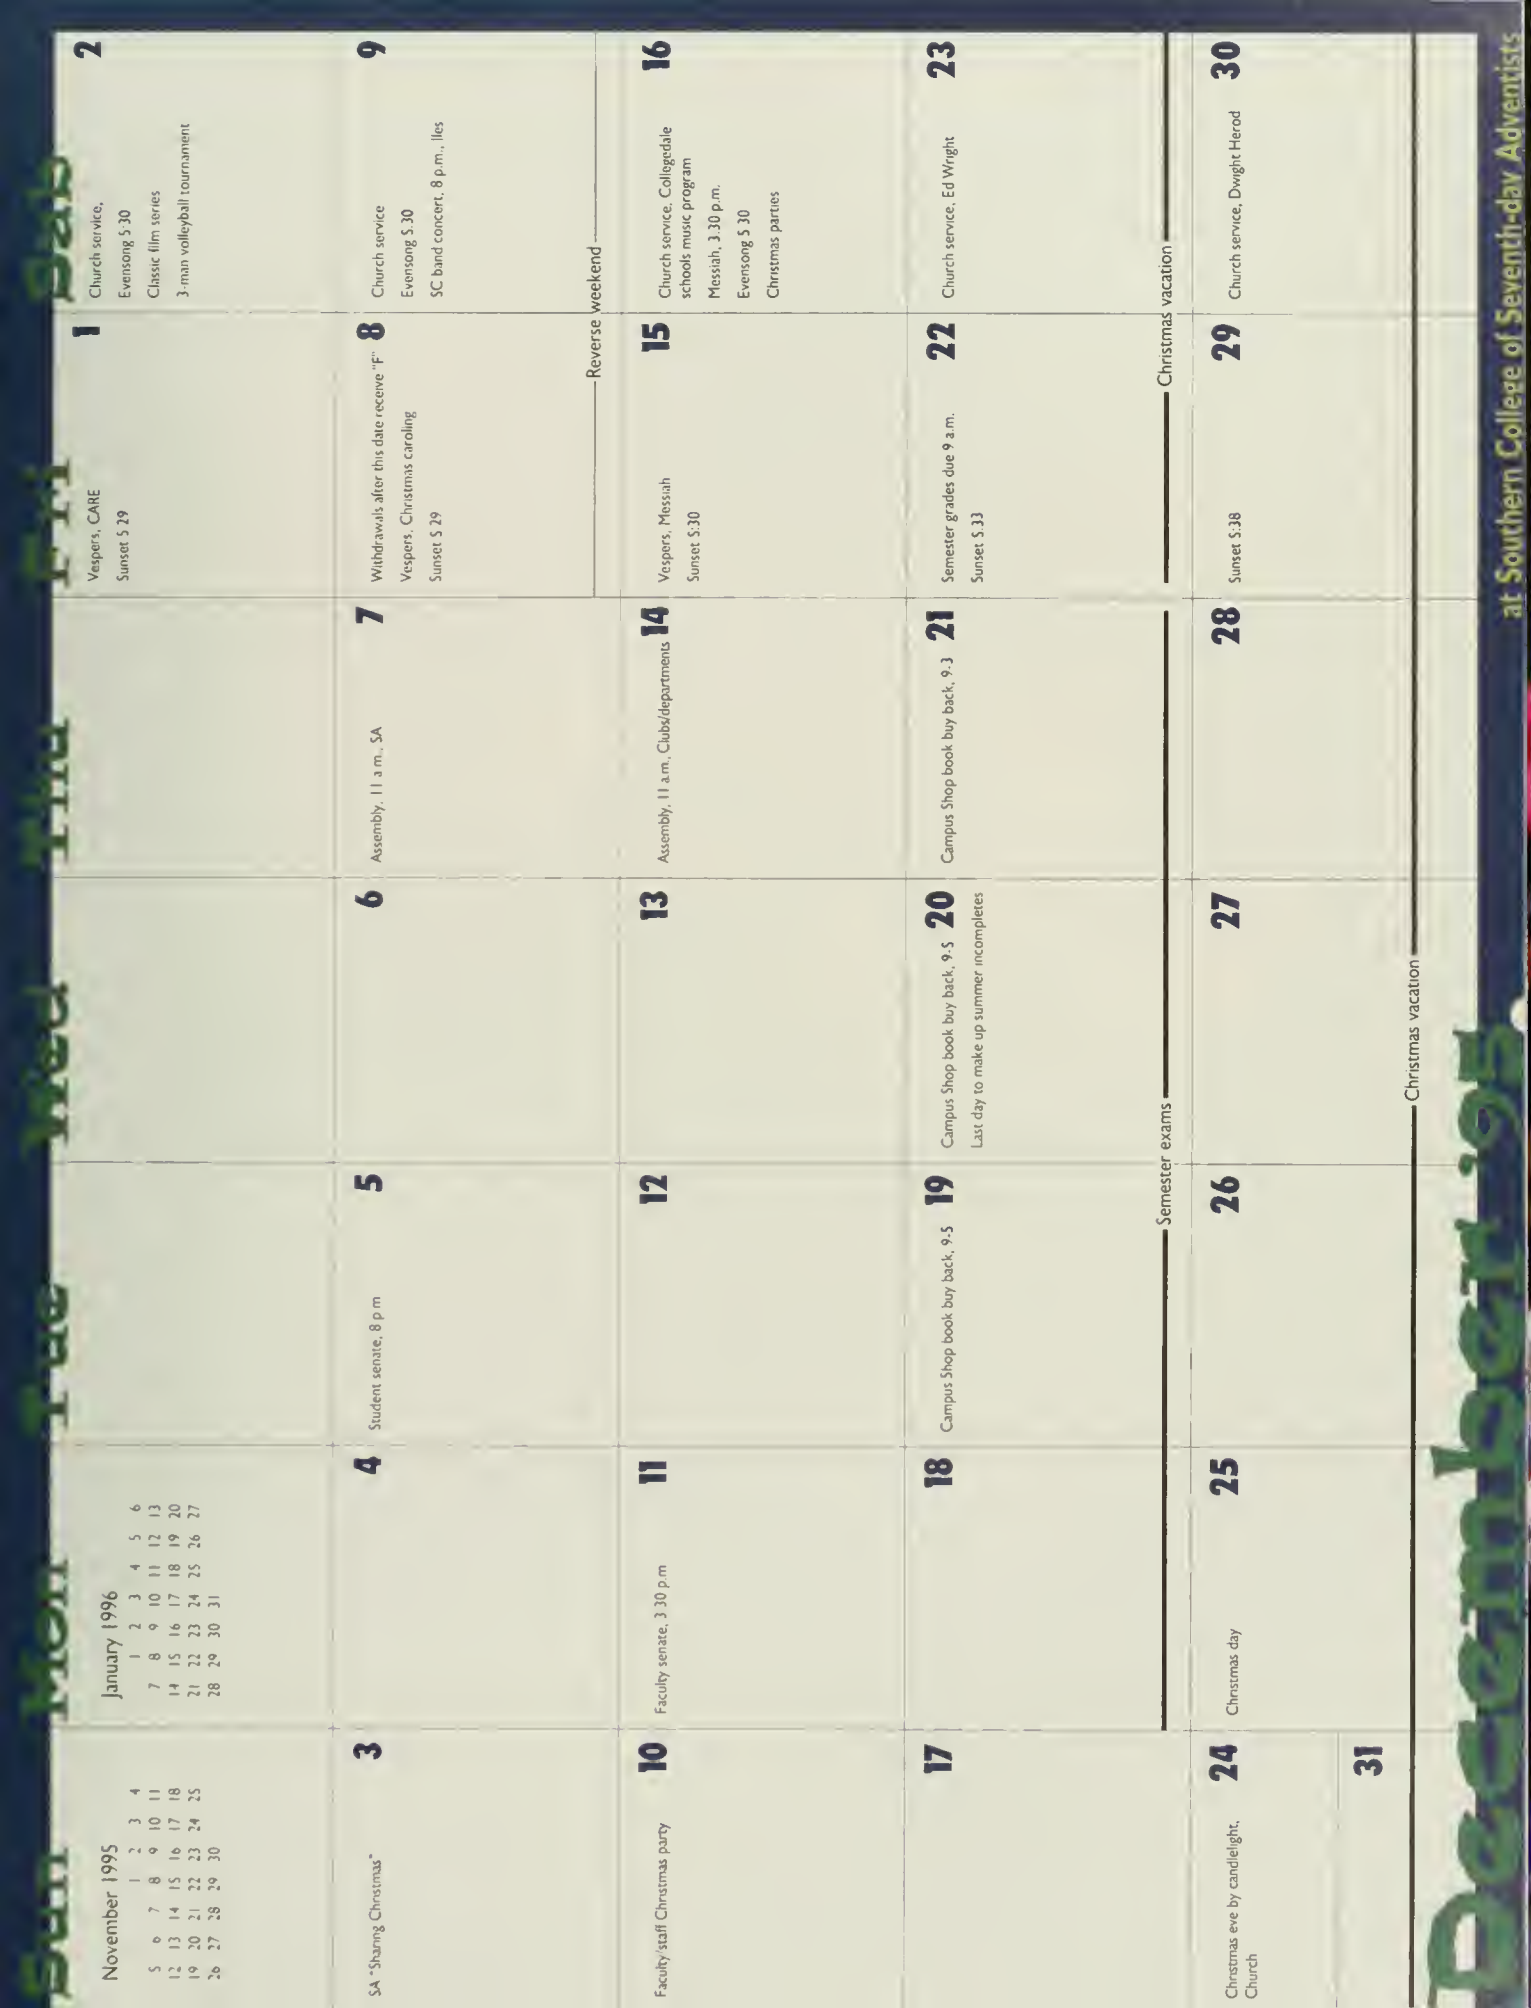 December '95
at Southern College of Seventh-day Adventists
Sun Mon Tue Wed Thu Fri Sab
November 1995
1 2 3 4
5 6 7 8 9 10 11
12 13 14 15 16 17 18
19 20 21 22 23 24 25
26 27 28 29 30
January 1996
1 2 3 4 5 6
7 8 9 10 11 12 13
14 15 16 17 18 19 20
21 22 23 24 25 26 27
28 29 30 31
1
Vespers, CARE
Sunset 5 29
2
Church service,
Evensong 5:30
Classic film series
3-man volleyball tournament
3
SA "Sharing Christmas"
4
5
Student senate, 8 p m
6
7
Assembly, 11 a m., SA
8
Withdrawals after this date receive "F"
Vespers, Christmas caroling
Sunset 5 29
9
Church service
Evensong 5.30
SC band concert, 8 p.m., Iles
Reverse weekend
10
Faculty/staff Christmas party
11
Faculty senate, 3 30 p.m
12
13
14
Assembly, 11 a.m., Clubs/departments
15
Vespers, Messiah
Sunset 5:30
16
Church service, Collegedale
schools music program
Messiah, 3.30 p.m.
Evensong 5 30
Christmas parties
17
18
19
Campus Shop book buy back, 9-5
20
Campus Shop book buy back, 9-5
Last day to make up summer incompletes
21
Campus Shop book buy back, 9-3
22
Semester grades due 9 a.m.
Sunset 5.33
23
Church service, Ed Wright
Semester exams
Christmas vacation
24
Christmas eve by candlelight,
Church
25
Christmas day
26
27
28
29
Sunset 5:38
30
Church service, Dwight Herod
31
Christmas vacation